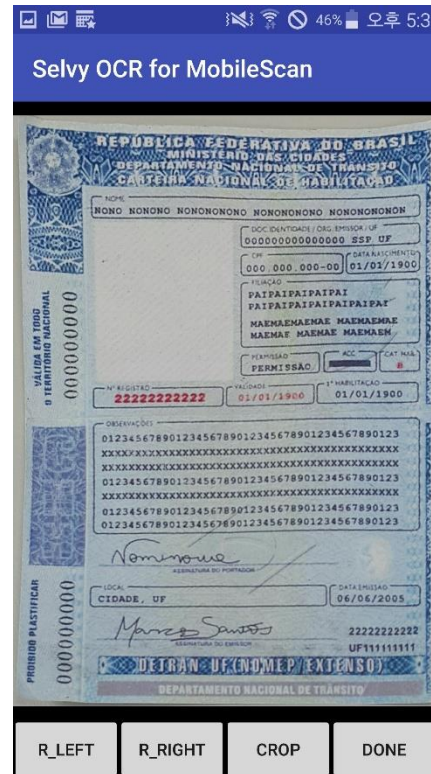 46% 오후 5:3
Selvy OCR for MobileScan
REPÚBLICA FEDERATIVA DO BRASIL
MINISTÉRIO DAS CIDADES
DEPARTAMENTO NACIONAL DE TRÂNSITO
CARTEIRA NACIONAL DE HABILITAÇÃO
NOME
NONO NONONO NONONONONO NONONONONO NONONONONON
DOC IDENTIDADE / ORG EMISSOR / UF
000000000000000 SSP UF
CPF
DATA NASCIMENTO
000.000.000-00
01/01/1900
FILIAÇÃO
PAIPAIPAIPAIPAI
PAIPAIPAIPAIPAIPAIPAI
MAEMAEMAEMAE MAEMAEMAE
MAEMAE MAEMAE MAEMAEM
PERMISSÃO
ACC
CAT HAB
PERMISSÃO
B
Nº REGISTRO
VALIDADE
1ª HABILITAÇÃO
22222222222
01/01/1900
01/01/1900
VÁLIDA EM TODO
O TERRITÓRIO NACIONAL
000000000
OBSERVAÇÕES
01234567890123456789012345678901234567890123
XXXXXXXXXXXXXXXXXXXXXXXXXXXXXXXXXXXXXXXXXXXX
XXXXXXXXXXXXXXXXXXXXXXXXXXXXXXXXXXXXXXXXXXXX
01234567890123456789012345678901234567890123
XXXXXXXXXXXXXXXXXXXXXXXXXXXXXXXXXXXXXXXXXXXX
01234567890123456789012345678901234567890123
01234567890123456789012345678901234567890123
ASSINATURA DO PORTADOR
LOCAL
DATA EMISSÃO
CIDADE, UF
06/06/2005
Marcos Santos
ASSINATURA DO EMISSOR
22222222222
UF111111111
PROIBIDO PLASTIFICAR
000000000
DETRAN-UF(NOMEP/EXTENSO)
DEPARTAMENTO NACIONAL DE TRÂNSITO
R_LEFT
R_RIGHT
CROP
DONE